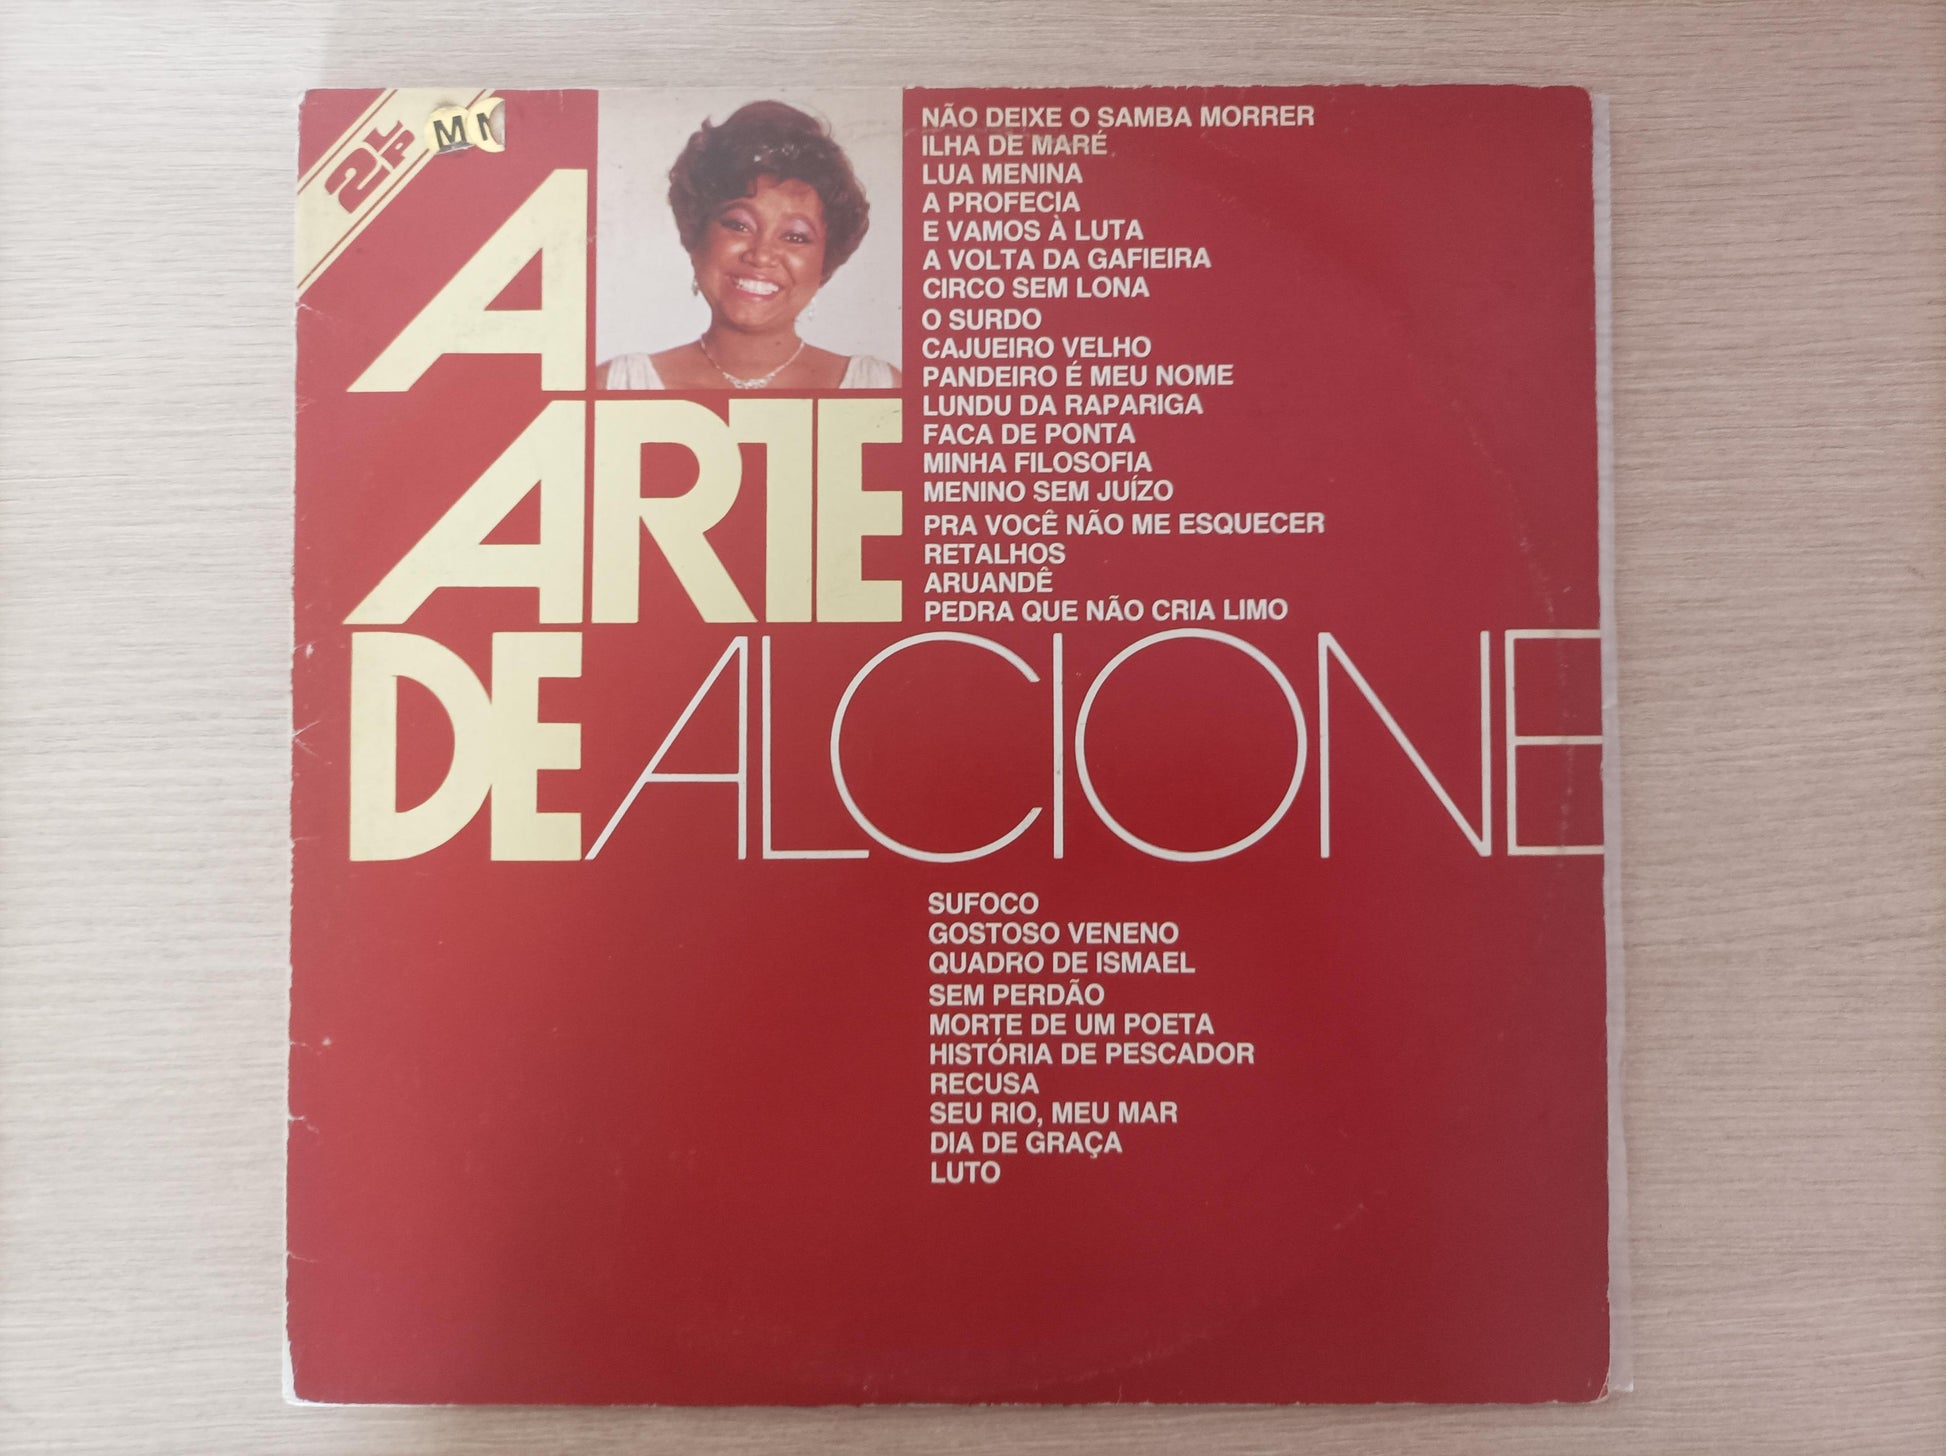 2 LP
M
A
ARTE
DE ALCIONE
NÃO DEIXE O SAMBA MORRER
ILHA DE MARÉ
LUA MENINA
A PROFECIA
E VAMOS À LUTA
A VOLTA DA GAFIEIRA
CIRCO SEM LONA
O SURDO
CAJUEIRO VELHO
PANDEIRO É MEU NOME
LUNDU DA RAPARIGA
FACA DE PONTA
MINHA FILOSOFIA
MENINO SEM JUÍZO
PRA VOCÊ NÃO ME ESQUECER
RETALHOS
ARUANDÊ
PEDRA QUE NÃO CRIA LIMO
SUFOCO
GOSTOSO VENENO
QUADRO DE ISMAEL
SEM PERDÃO
MORTE DE UM POETA
HISTÓRIA DE PESCADOR
RECUSA
SEU RIO, MEU MAR
DIA DE GRAÇA
LUTO